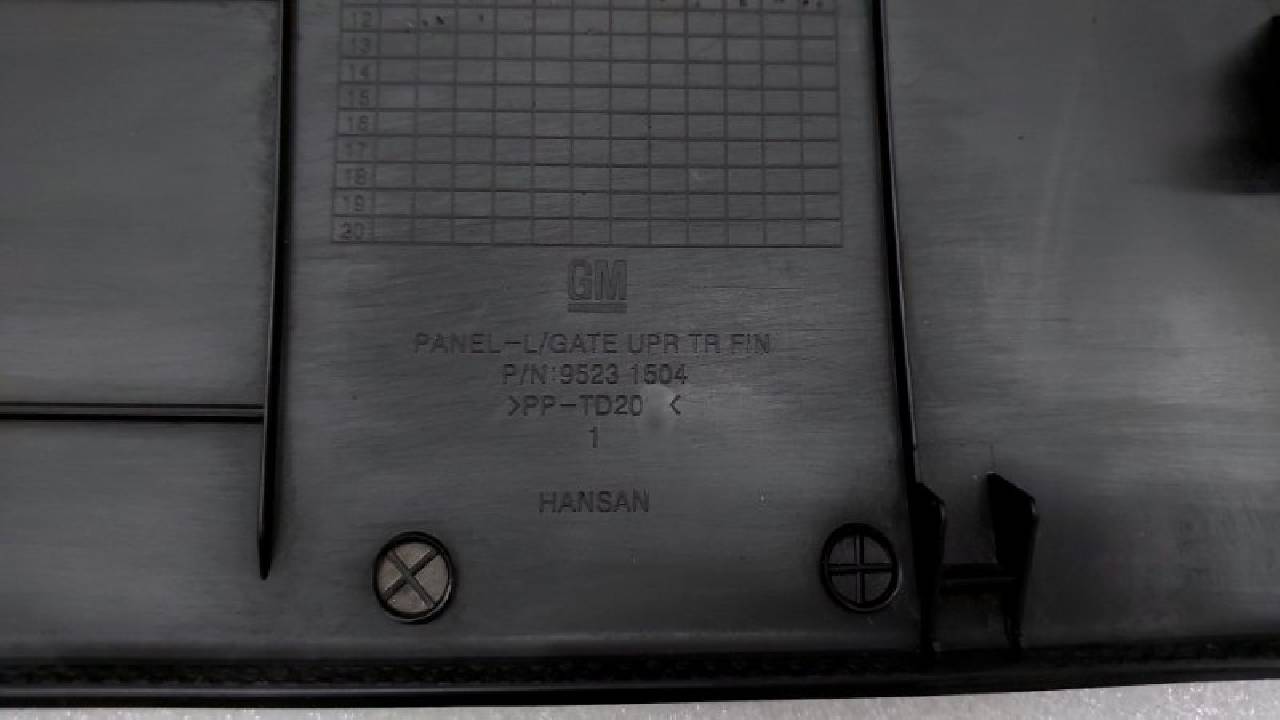 12
13
14
15
16
17
18
19
20
GM
PANEL-L/GATE UPR TR FIN
P/N:9523 1504
>PP-TD20 <
1
HANSAN